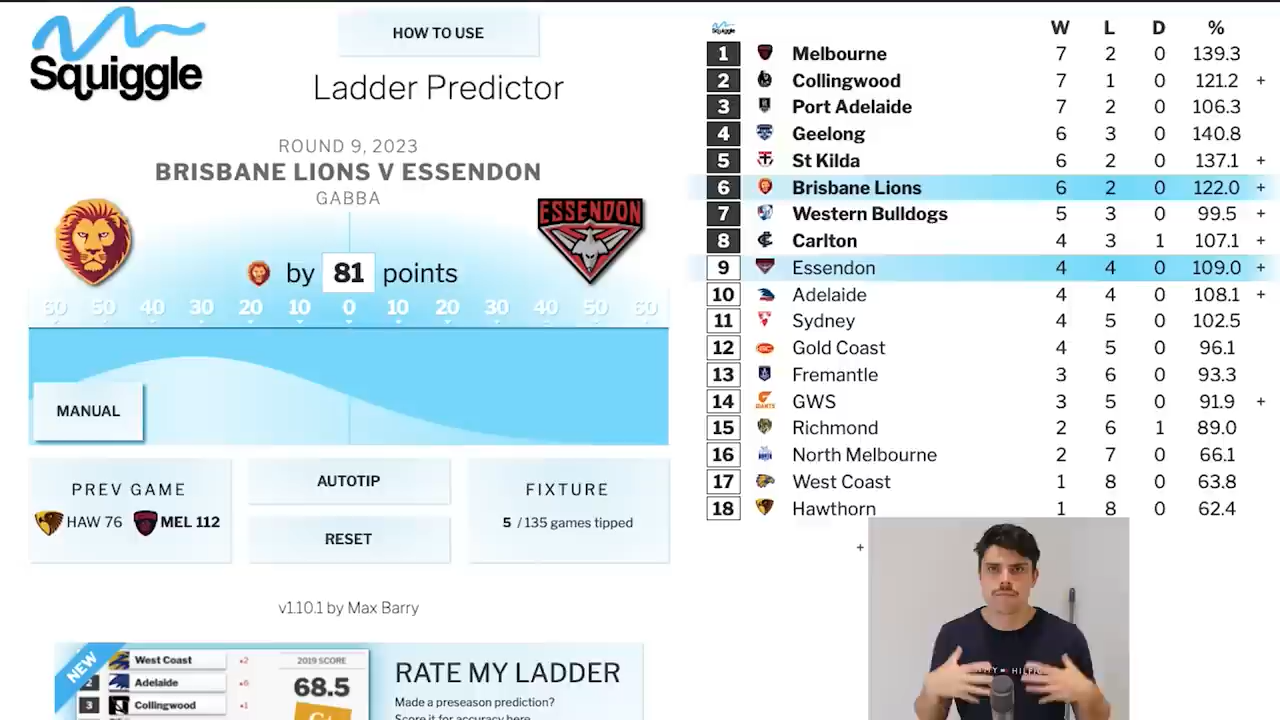 Squiggle
HOW TO USE
Ladder Predictor
ROUND 9, 2023
BRISBANE LIONS V ESSENDON
GABBA
ESSENDON
by 81 points
60 50 40 30 20 10 0 10 20 30 40 50 60
MANUAL
PREV GAME
HAW 76 MEL 112
AUTOTIP
RESET
FIXTURE
5 / 135 games tipped
v1.10.1 by Max Barry
NEW
West Coast +2
2 Adelaide
3 Collingwood +1
2019 SCORE
68.5
RATE MY LADDER
Made a preseason prediction?
Score it for accuracy here
Squiggle W L D %
1 Melbourne 7 2 0 139.3
2 Collingwood 7 1 0 121.2 +
3 Port Adelaide 7 2 0 106.3
4 Geelong 6 3 0 140.8
5 St Kilda 6 2 0 137.1 +
6 Brisbane Lions 6 2 0 122.0 +
7 Western Bulldogs 5 3 0 99.5 +
8 Carlton 4 3 1 107.1 +
9 Essendon 4 4 0 109.0 +
10 Adelaide 4 4 0 108.1 +
11 Sydney 4 5 0 102.5
12 Gold Coast 4 5 0 96.1
13 Fremantle 3 6 0 93.3
14 GWS 3 5 0 91.9 +
15 Richmond 2 6 1 89.0
16 North Melbourne 2 7 0 66.1
17 West Coast 1 8 0 63.8
18 Hawthorn 1 8 0 62.4
+